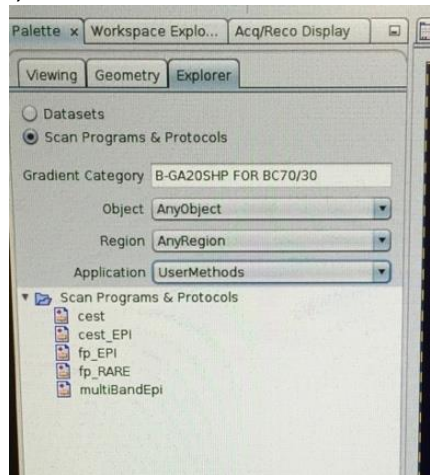 Palette x Workspace Explo... Acq/Reco Display
Viewing Geometry Explorer
Datasets
Scan Programs & Protocols
Gradient Category B-GA20SHP FOR BC70/30
Object AnyObject
Region AnyRegion
Application UserMethods
Scan Programs & Protocols
cest
cest_EPI
fp_EPI
fp_RARE
multiBandEpi